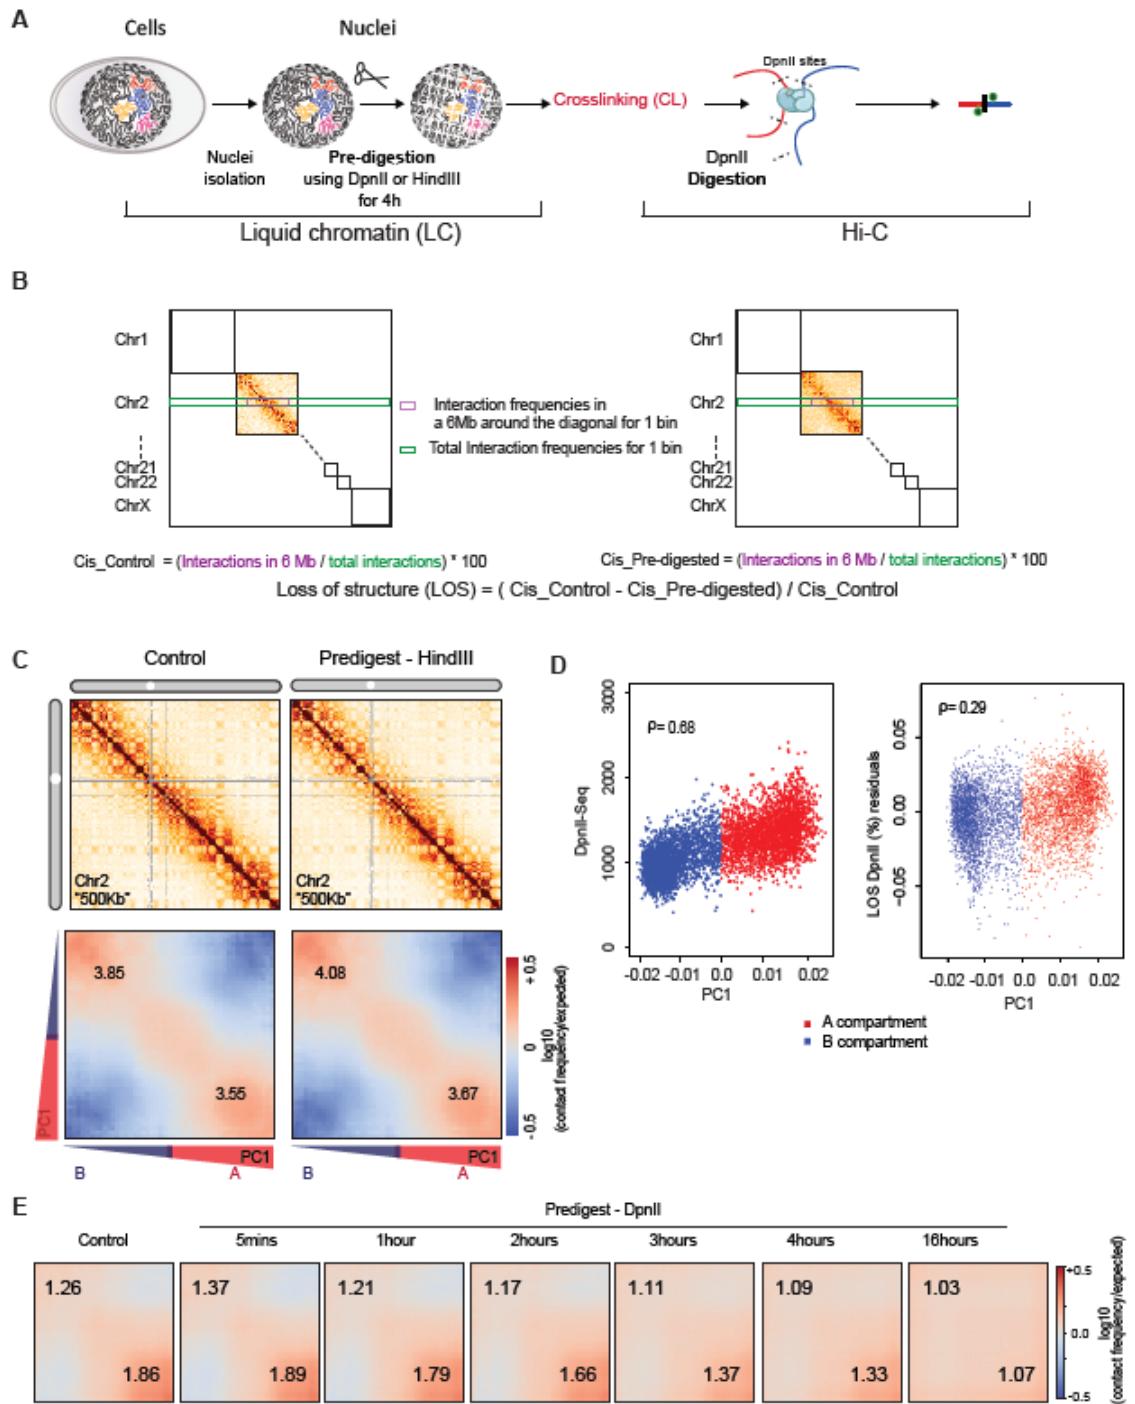 A
Cells
Nuclei
DpnII sites
Crosslinking (CL)
Nuclei
isolation
Pre-digestion
using DpnII or HindIII
for 4h
DpnII
Digestion
Liquid chromatin (LC)
Hi-C
B
Chr1
Chr2
Chr21
Chr22
ChrX
Interaction frequencies in
a 6Mb around the diagonal for 1 bin
Total Interaction frequencies for 1 bin
Chr1
Chr2
Chr21
Chr22
ChrX
Cis_Control = (Interactions in 6 Mb / total interactions) * 100
Cis_Pre-digested = (Interactions in 6 Mb / total interactions) * 100
Loss of structure (LOS) = ( Cis_Control - Cis_Pre-digested) / Cis_Control
C
Control
Predigest - HindIII
Chr2
"500Kb"
Chr2
"500Kb"
3.85
3.55
4.08
3.67
+0.5
0
-0.5
log10
(contact frequency/expected)
PC1
PC1
B
A
PC1
B
A
D
ρ= 0.68
DpnII-Seq
3000
2000
1000
0
-0.02 -0.01 0.0 0.01 0.02
PC1
ρ= 0.29
LOS DpnII (%) residuals
0.05
0.00
-0.05
-0.02 -0.01 0.0 0.01 0.02
PC1
A compartment
B compartment
E
Predigest - DpnII
Control
5mins
1hour
2hours
3hours
4hours
16hours
1.26
1.86
1.37
1.89
1.21
1.79
1.17
1.66
1.11
1.37
1.09
1.33
1.03
1.07
+0.5
0.0
-0.5
log10
(contact frequency/expected)